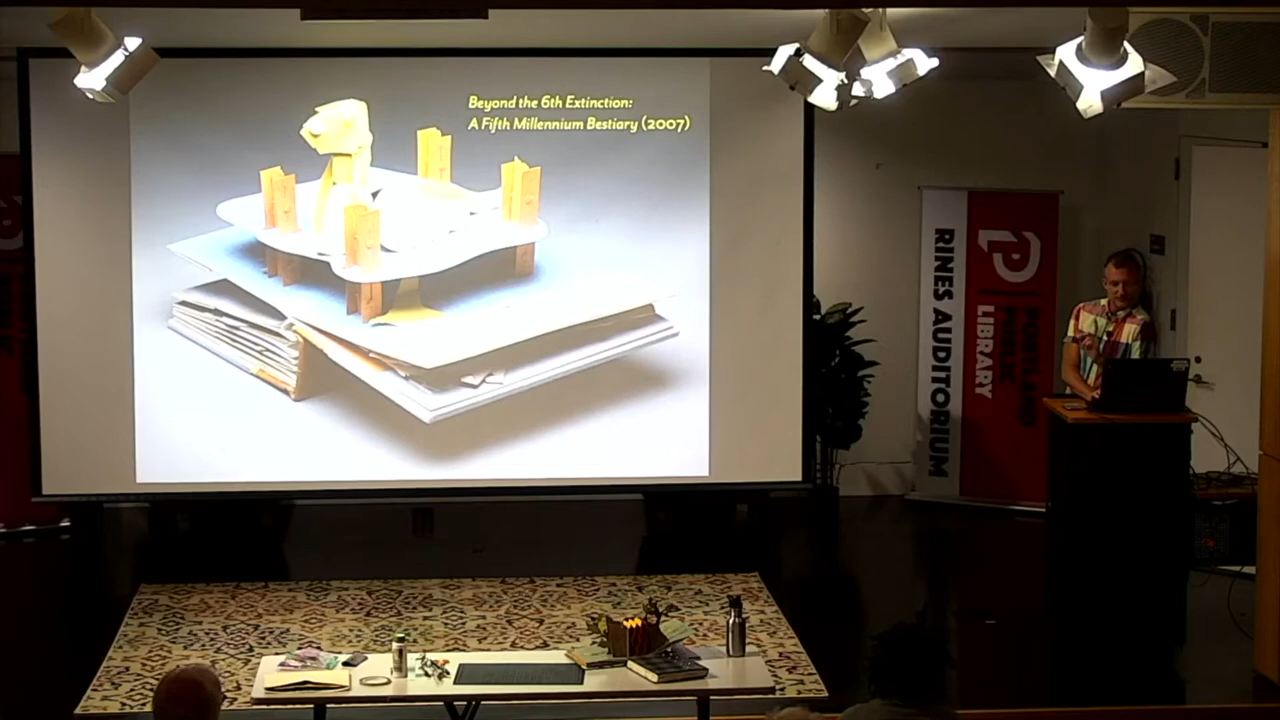 Beyond the 6th Extinction:
A Fifth Millennium Bestiary (2007)
RINES AUDITORIUM
PORTLAND
PUBLIC
LIBRARY